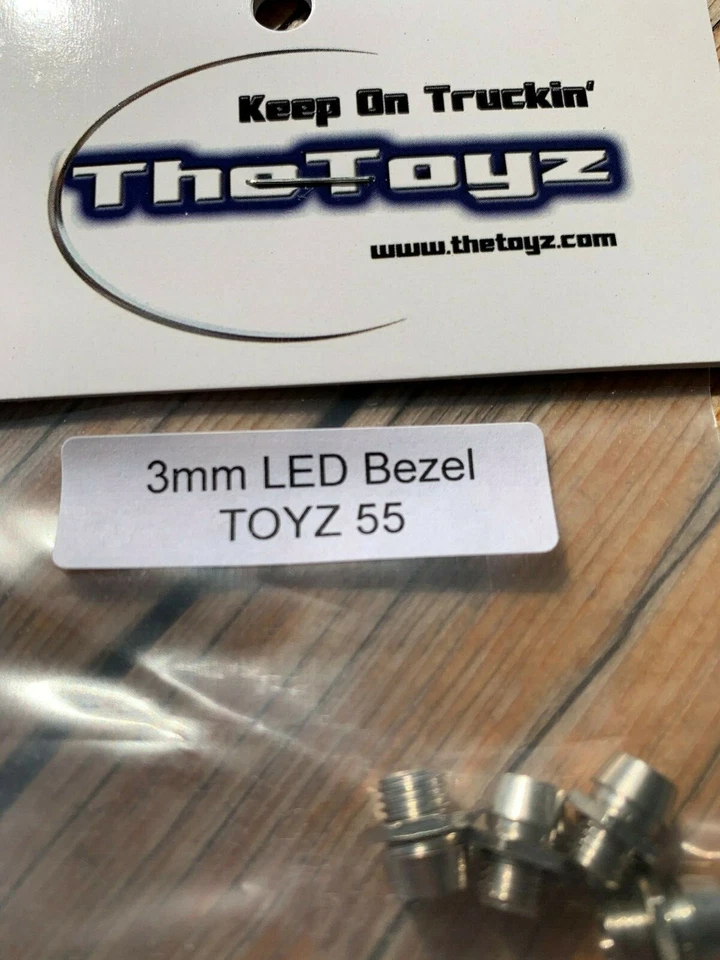 Keep On Truckin'
TheToyz
www.thetoyz.com
3mm LED Bezel
TOYZ 55